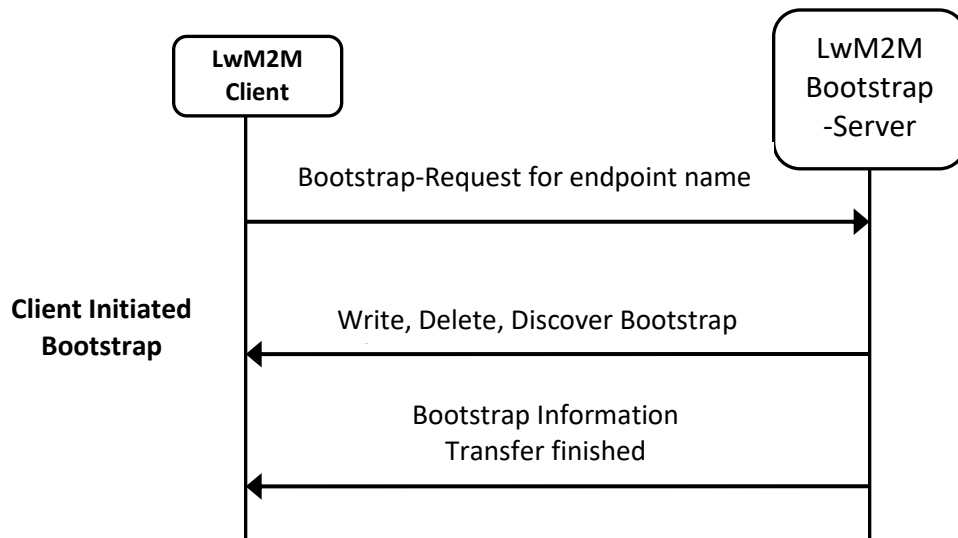 LwM2M
Client
LwM2M
Bootstrap
-Server
Bootstrap-Request for endpoint name
Client Initiated
Bootstrap
Write, Delete, Discover Bootstrap
Bootstrap Information
Transfer finished